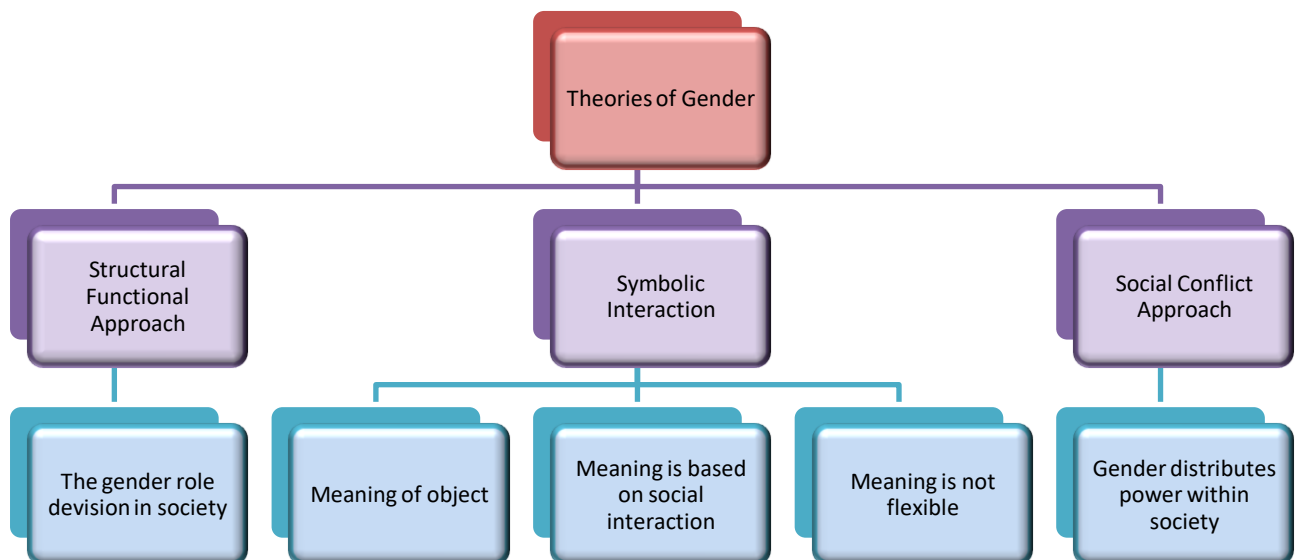 Theories of Gender
Structural
Functional
Approach
Symbolic
Interaction
Social Conflict
Approach
The gender role
devision in society
Meaning of object
Meaning is based
on social
interaction
Meaning is not
flexible
Gender distributes
power within
society